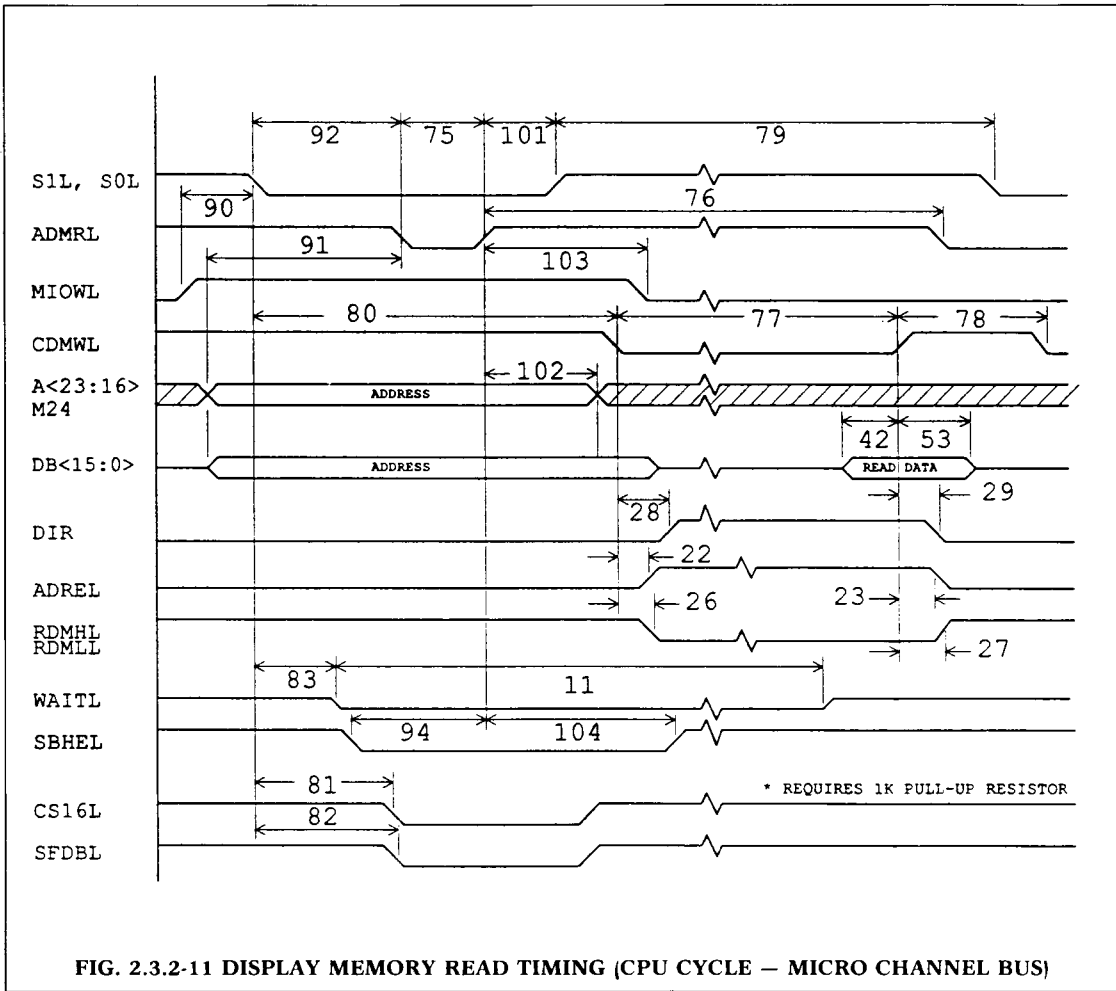 92 75 101 79
S1L, S0L
90 76
ADMRL
91 103
MIOWL
80 77 78
CDMWL
102
A<23:16> ADDRESS
M24
42 53
DB<15:0> ADDRESS READ DATA
28 29
DIR
22
ADREL
26 23
RDMHL
RDMLL
27
83 11
WAITL
94 104
SBHEL
81 * REQUIRES 1K PULL-UP RESISTOR
CS16L
82
SFDBL
FIG. 2.3.2-11 DISPLAY MEMORY READ TIMING (CPU CYCLE — MICRO CHANNEL BUS)